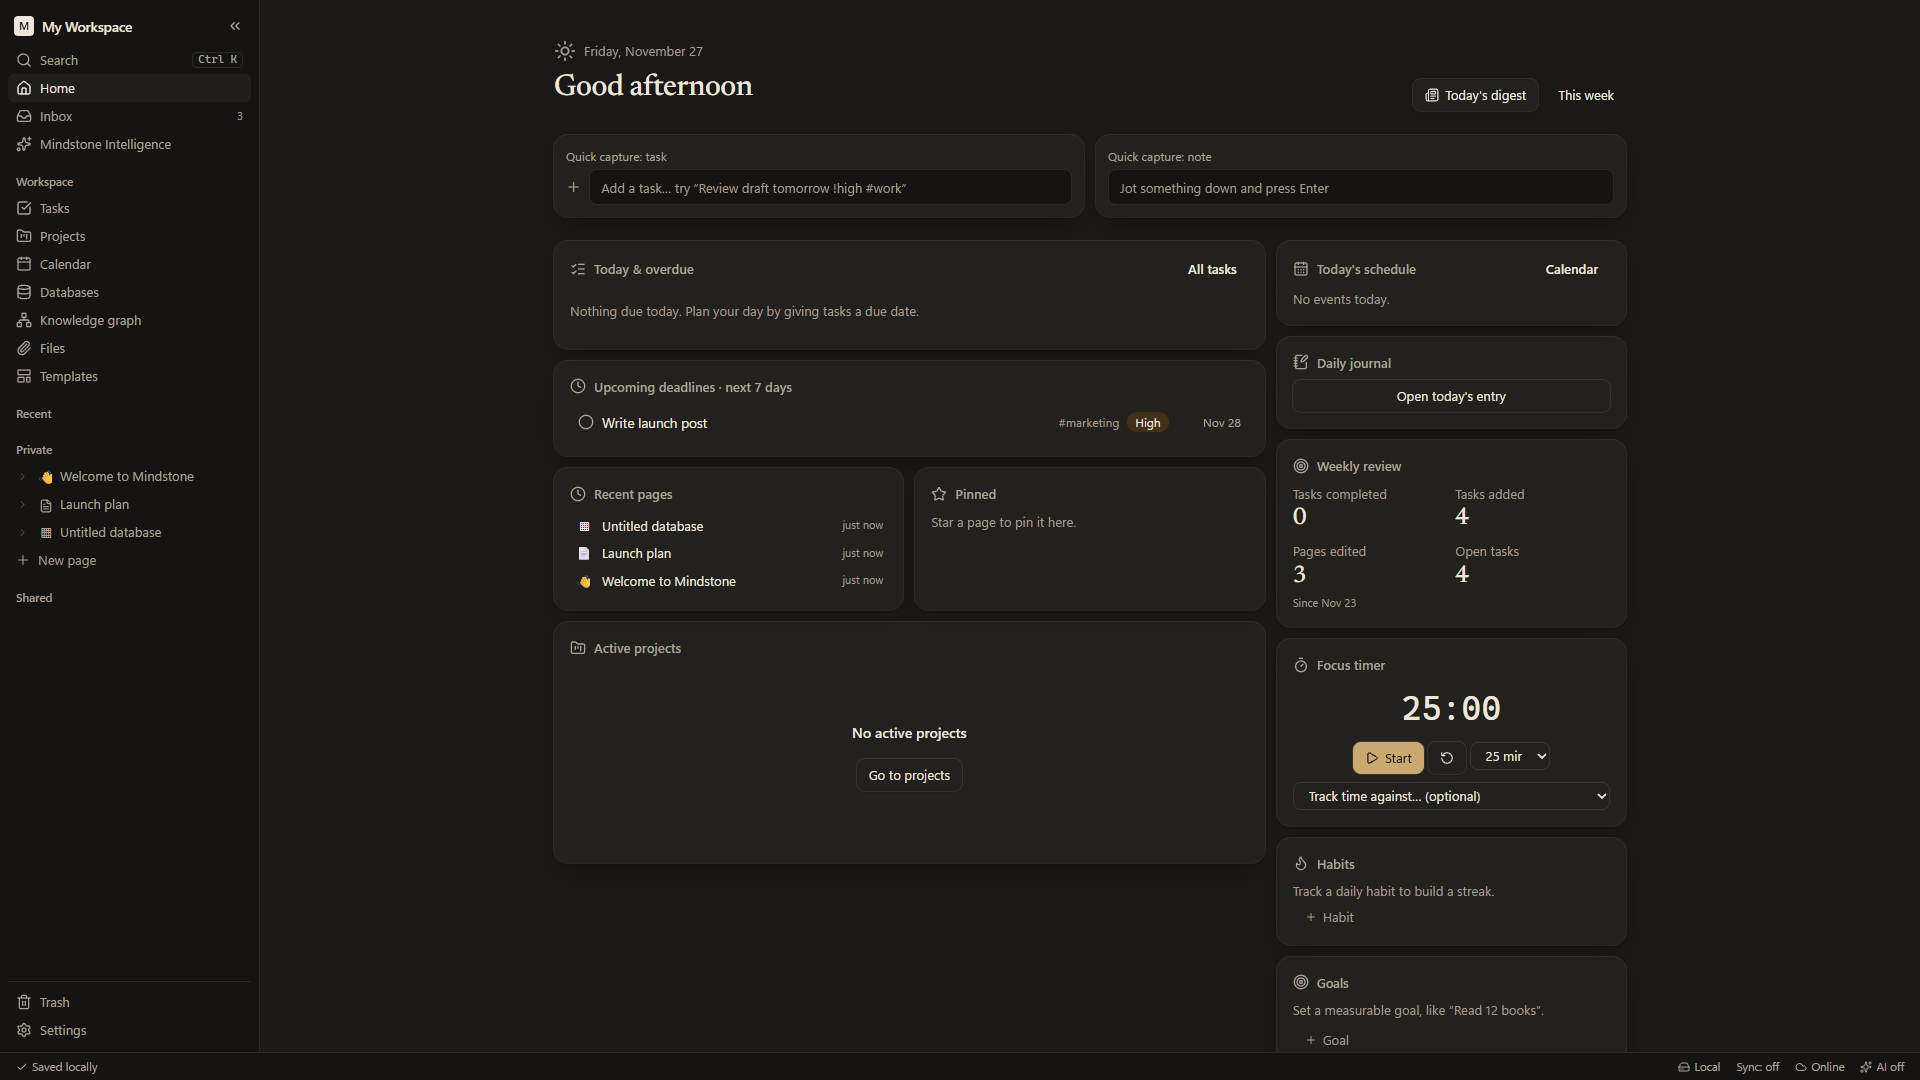 M My Workspace
Search Ctrl K
Home
Inbox 3
Mindstone Intelligence
Workspace
Tasks
Projects
Calendar
Databases
Knowledge graph
Files
Templates
Recent
Private
Welcome to Mindstone
Launch plan
Untitled database
New page
Shared
Trash
Settings
Friday, November 27
Good afternoon
Today's digest This week
Quick capture: task
Add a task... try “Review draft tomorrow !high #work”
Quick capture: note
Jot something down and press Enter
Today & overdue All tasks
Nothing due today. Plan your day by giving tasks a due date.
Upcoming deadlines · next 7 days
Write launch post #marketing High Nov 28
Recent pages
Untitled database just now
Launch plan just now
Welcome to Mindstone just now
Pinned
Star a page to pin it here.
Active projects
No active projects
Go to projects
Today's schedule Calendar
No events today.
Daily journal
Open today's entry
Weekly review
Tasks completed Tasks added
0 4
Pages edited Open tasks
3 4
Since Nov 23
Focus timer
25:00
Start 25 mir
Track time against... (optional)
Habits
Track a daily habit to build a streak.
+ Habit
Goals
Set a measurable goal, like “Read 12 books”.
+ Goal
Saved locally Local Sync: off Online AI off